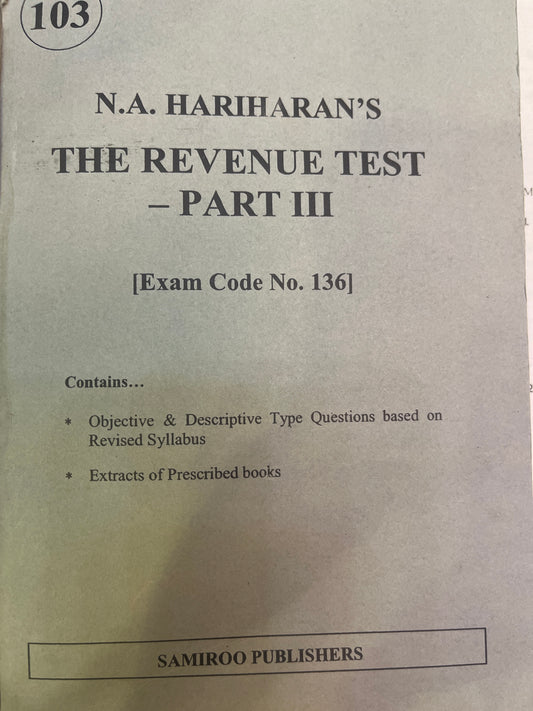 103
N.A. HARIHARAN'S
THE REVENUE TEST
– PART III
[Exam Code No. 136]
Contains...
* Objective & Descriptive Type Questions based on
Revised Syllabus
* Extracts of Prescribed books
SAMIROO PUBLISHERS